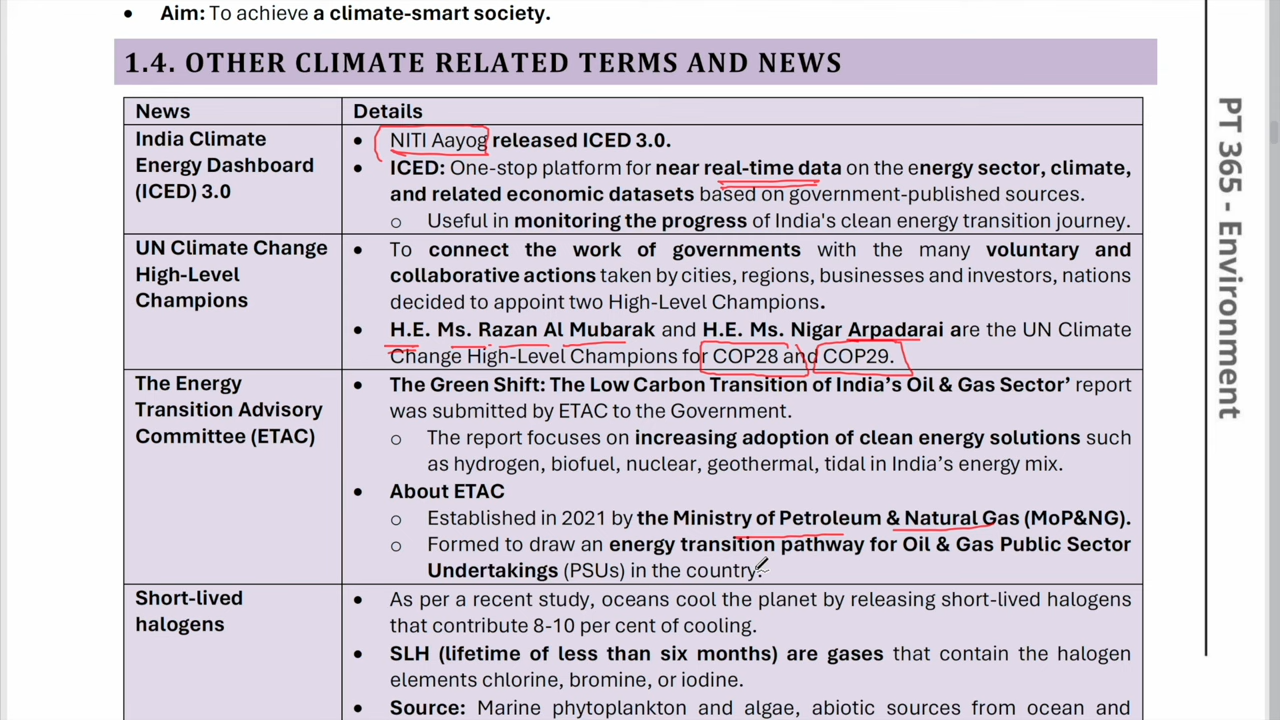 • Aim: To achieve a climate-smart society.
1.4. OTHER CLIMATE RELATED TERMS AND NEWS
News
Details
India Climate
Energy Dashboard
(ICED) 3.0
• NITI Aayog released ICED 3.0.
• ICED: One-stop platform for near real-time data on the energy sector, climate,
and related economic datasets based on government-published sources.
o Useful in monitoring the progress of India's clean energy transition journey.
UN Climate Change
High-Level
Champions
• To connect the work of governments with the many voluntary and
collaborative actions taken by cities, regions, businesses and investors, nations
decided to appoint two High-Level Champions.
• H.E. Ms. Razan Al Mubarak and H.E. Ms. Nigar Arpadarai are the UN Climate
Change High-Level Champions for COP28 and COP29.
The Energy
Transition Advisory
Committee (ETAC)
• The Green Shift: The Low Carbon Transition of India’s Oil & Gas Sector’ report
was submitted by ETAC to the Government.
o The report focuses on increasing adoption of clean energy solutions such
as hydrogen, biofuel, nuclear, geothermal, tidal in India’s energy mix.
• About ETAC
o Established in 2021 by the Ministry of Petroleum & Natural Gas (MoP&NG).
o Formed to draw an energy transition pathway for Oil & Gas Public Sector
Undertakings (PSUs) in the country.
Short-lived
halogens
• As per a recent study, oceans cool the planet by releasing short-lived halogens
that contribute 8-10 per cent of cooling.
• SLH (lifetime of less than six months) are gases that contain the halogen
elements chlorine, bromine, or iodine.
• Source: Marine phytoplankton and algae, abiotic sources from ocean and
PT 365 - Environment